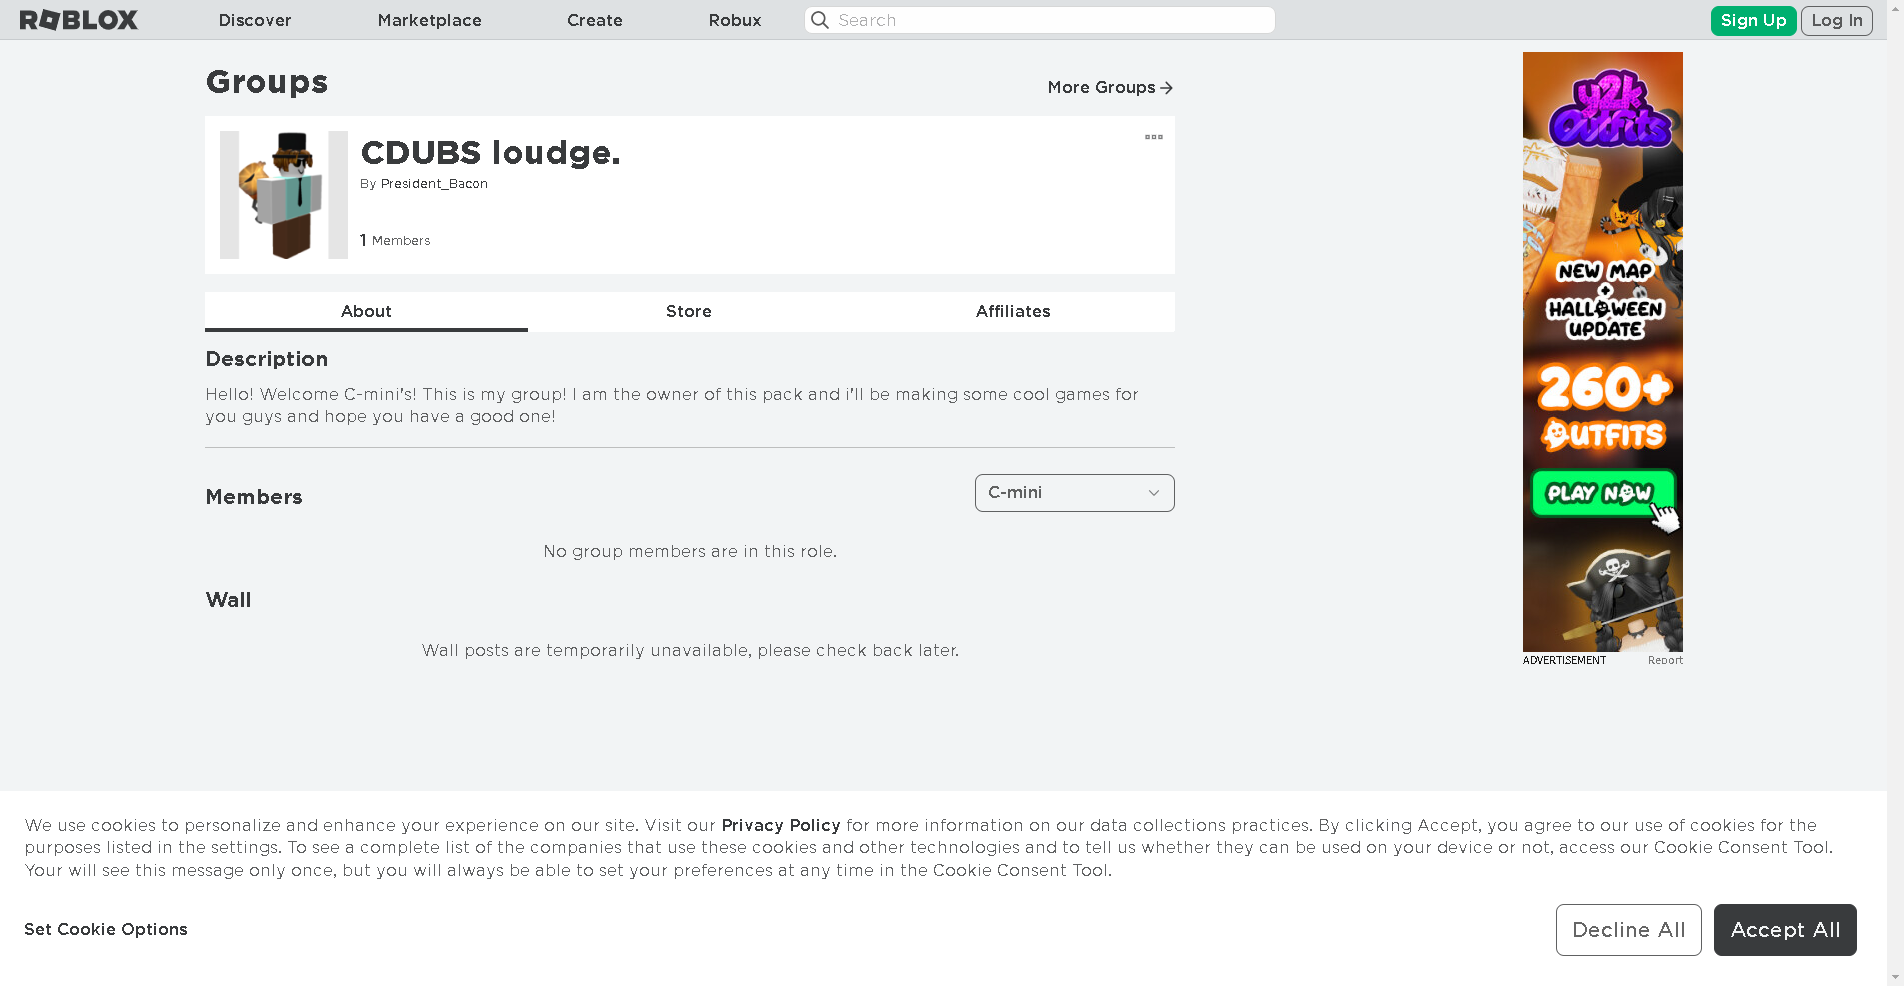 ROBLOX
Discover
Marketplace
Create
Robux
Search
Sign Up
Log In
Groups
More Groups
CDUBS loudge.
By President_Bacon
1 Members
About
Store
Affiliates
Description
Hello! Welcome C-mini's! This is my group! I am the owner of this pack and i'll be making some cool games for
you guys and hope you have a good one!
Members
C-mini
No group members are in this role.
Wall
Wall posts are temporarily unavailable, please check back later.
y2k
Outfits
NEW MAP
+
HALLOWEEN
UPDATE
260+
OUTFITS
PLAY NOW
ADVERTISEMENT
Report
We use cookies to personalize and enhance your experience on our site. Visit our Privacy Policy for more information on our data collections practices. By clicking Accept, you agree to our use of cookies for the
purposes listed in the settings. To see a complete list of the companies that use these cookies and other technologies and to tell us whether they can be used on your device or not, access our Cookie Consent Tool.
Your will see this message only once, but you will always be able to set your preferences at any time in the Cookie Consent Tool.
Set Cookie Options
Decline All
Accept All